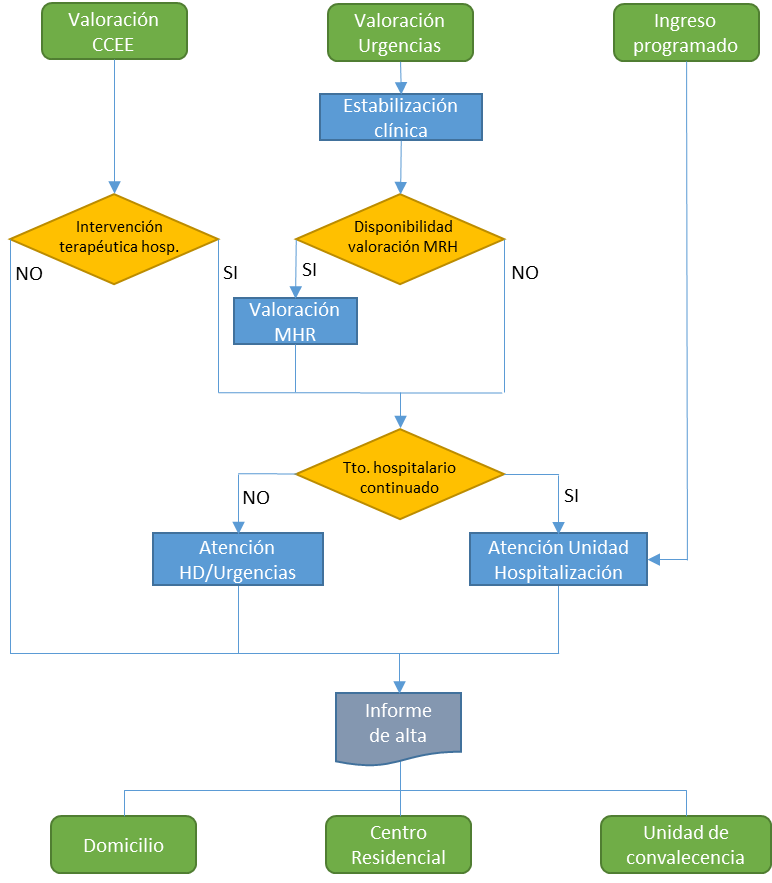 Valoración
CCEE
Valoración
Urgencias
Ingreso
programado
Estabilización
clínica
Intervención
terapéutica hosp.
Disponibilidad
valoración MRH
NO
SI
SI
NO
Valoración
MHR
Tto. hospitalario
continuado
NO
SI
Atención
HD/Urgencias
Atención Unidad
Hospitalización
Informe
de alta
Domicilio
Centro
Residencial
Unidad de
convalecencia